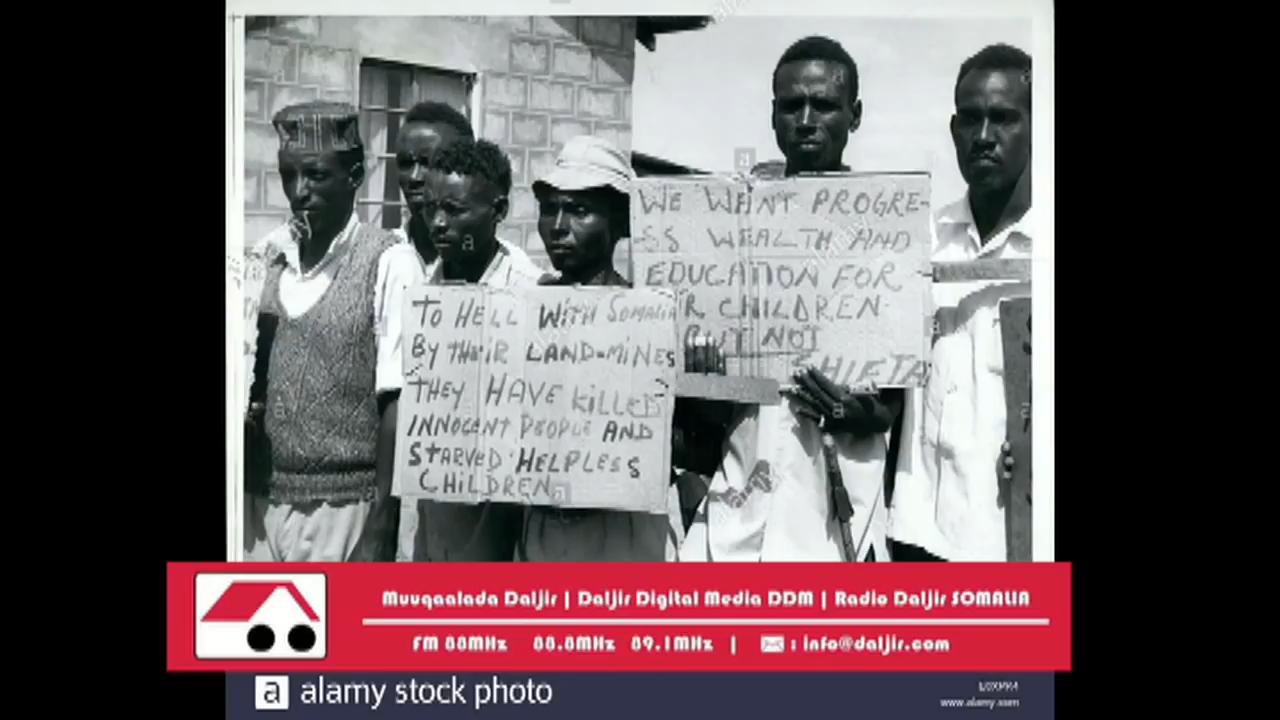 WE WANT PROGRE-
SS WEALTH AND
EDUCATION FOR
R CHILDREN-
BUT NOT
SHIFTA
TO HELL WITH SOMALIA
BY THEIR LAND-MINES
THEY HAVE KILLED
INNOCENT PEOPLE AND
STARVED HELPLESS
CHILDREN
Muuqaalada Daljir | Daljir Digital Media DDM | Radio Daljir SOMALIA
FM 88MHz 88.8MHz 89.1MHz | : info@daljir.com
a alamy stock photo
www.alamy.com